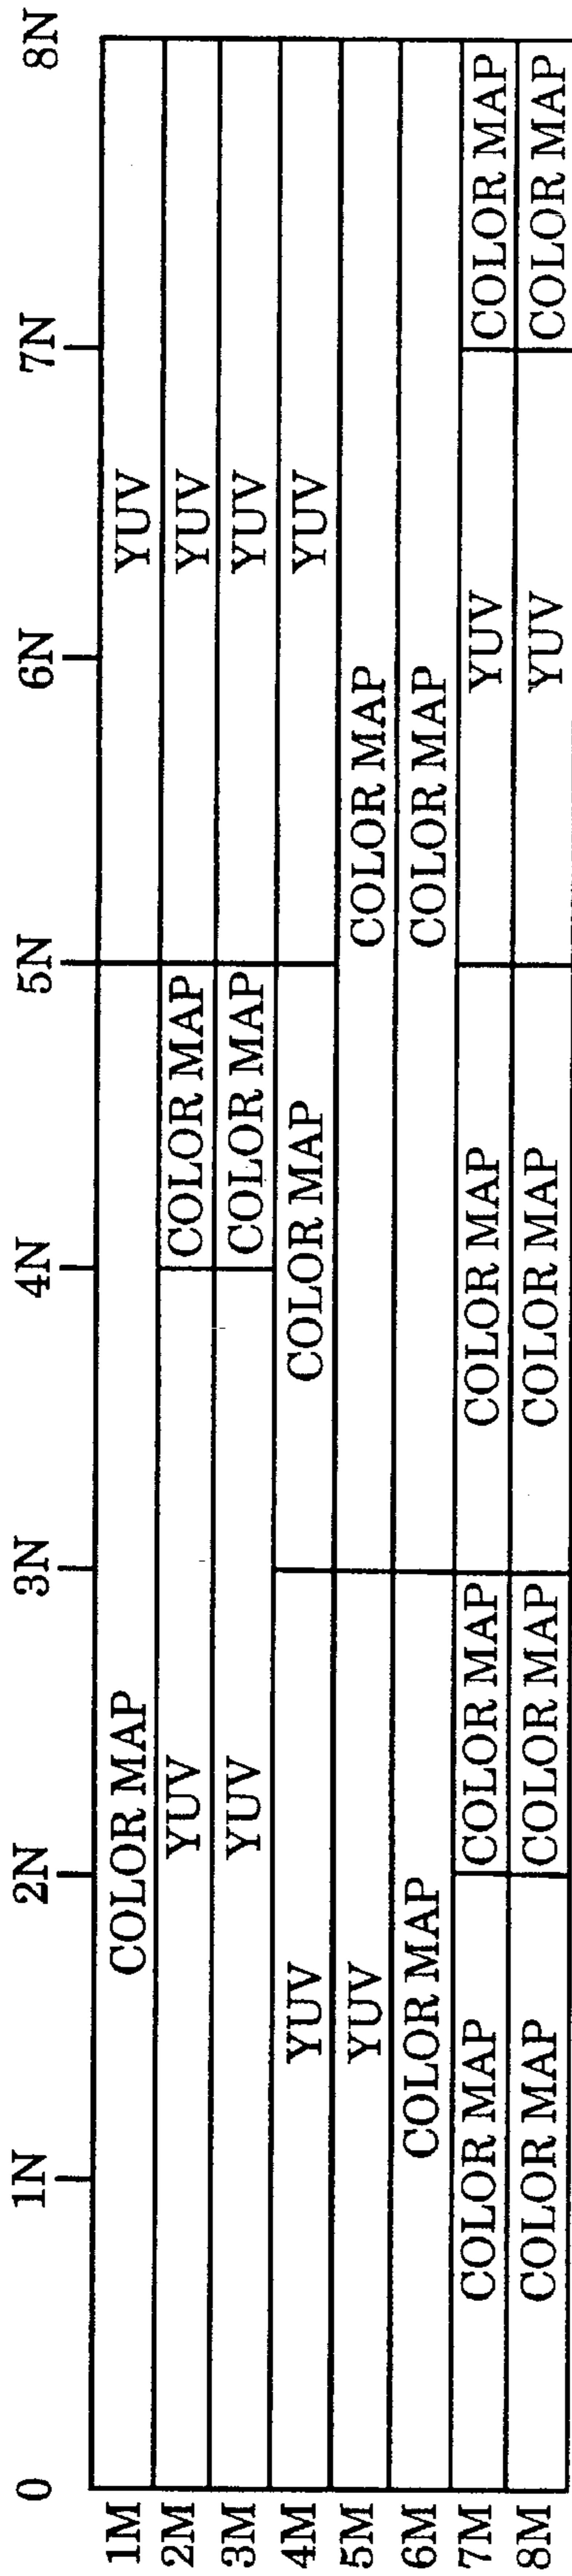 0 1N 2N 3N 4N 5N 6N 7N 8N
1M COLOR MAP YUV
2M YUV COLOR MAP YUV
3M YUV COLOR MAP YUV
4M YUV COLOR MAP YUV
5M YUV COLOR MAP
6M COLOR MAP COLOR MAP
7M COLOR MAP COLOR MAP COLOR MAP YUV COLOR MAP
8M COLOR MAP COLOR MAP COLOR MAP YUV COLOR MAP